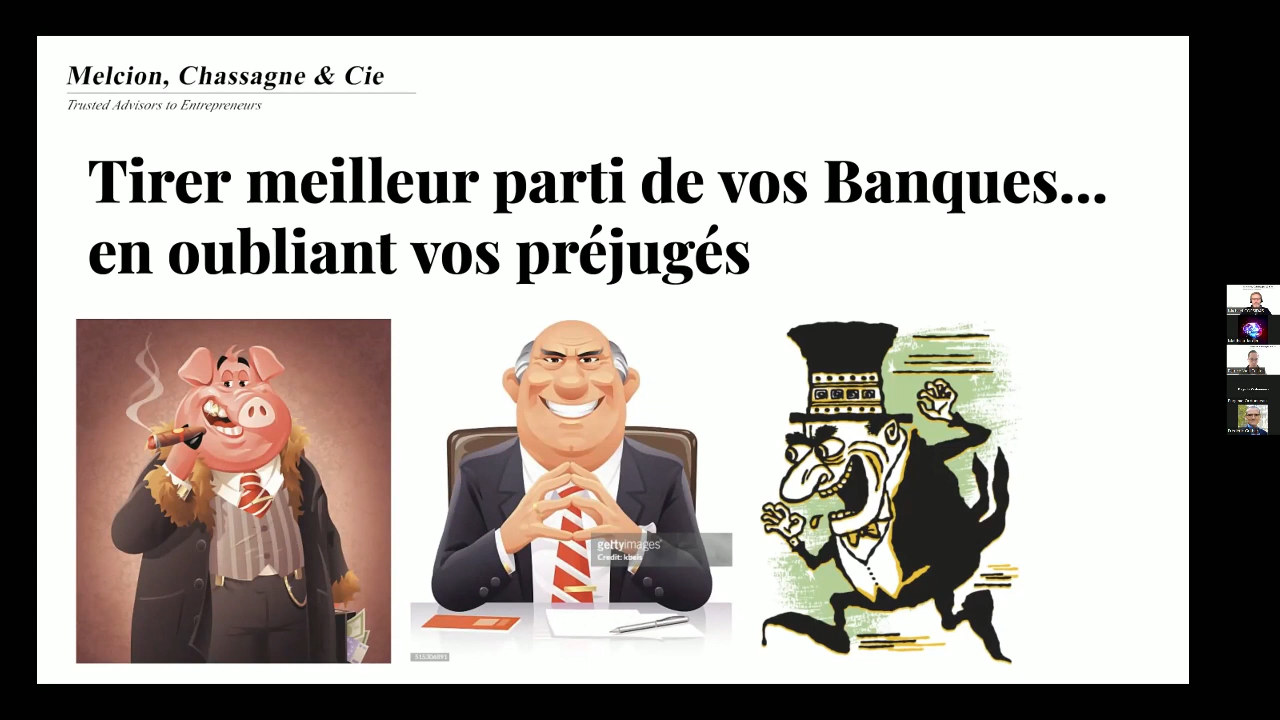 Melcion, Chassagne & Cie
Trusted Advisors to Entrepreneurs
Tirer meilleur parti de vos Banques...
en oubliant vos préjugés
gettyimages
Credit: kbeis